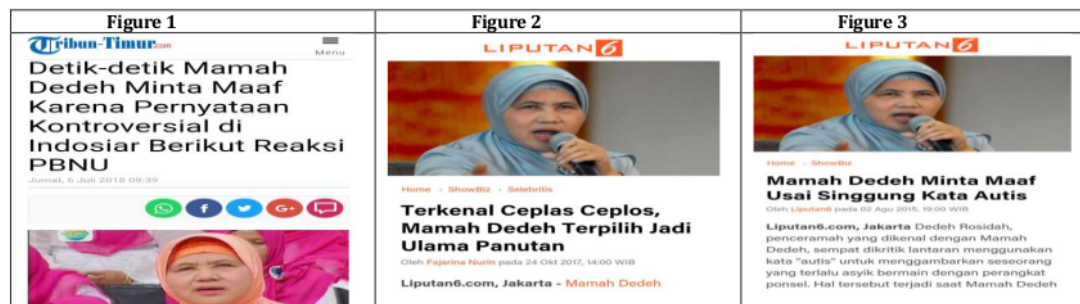 Figure 1
Tribun-Timur.com
Menu
Detik-detik Mamah
Dedeh Minta Maaf
Karena Pernyataan
Kontroversial di
Indosiar Berikut Reaksi
PBNU
Jumat, 6 Juli 2018 09:39
Figure 2
LIPUTAN 6
Home › ShowBiz › Selebritis
Terkenal Ceplas Ceplos,
Mamah Dedeh Terpilih Jadi
Ulama Panutan
Oleh Fajarina Nurin pada 24 Okt 2017, 14:00 WIB
Liputan6.com, Jakarta - Mamah Dedeh
Figure 3
LIPUTAN 6
Home › ShowBiz
Mamah Dedeh Minta Maaf
Usai Singgung Kata Autis
Oleh Liputan6 pada 02 Agu 2015, 19:00 WIB
Liputan6.com, Jakarta Dedeh Rosidah,
penceramah yang dikenal dengan Mamah
Dedeh, sempat dikritik lantaran menggunakan
kata "autis" untuk menggambarkan seseorang
yang terlalu asyik bermain dengan perangkat
ponsel. Hal tersebut terjadi saat Mamah Dedeh